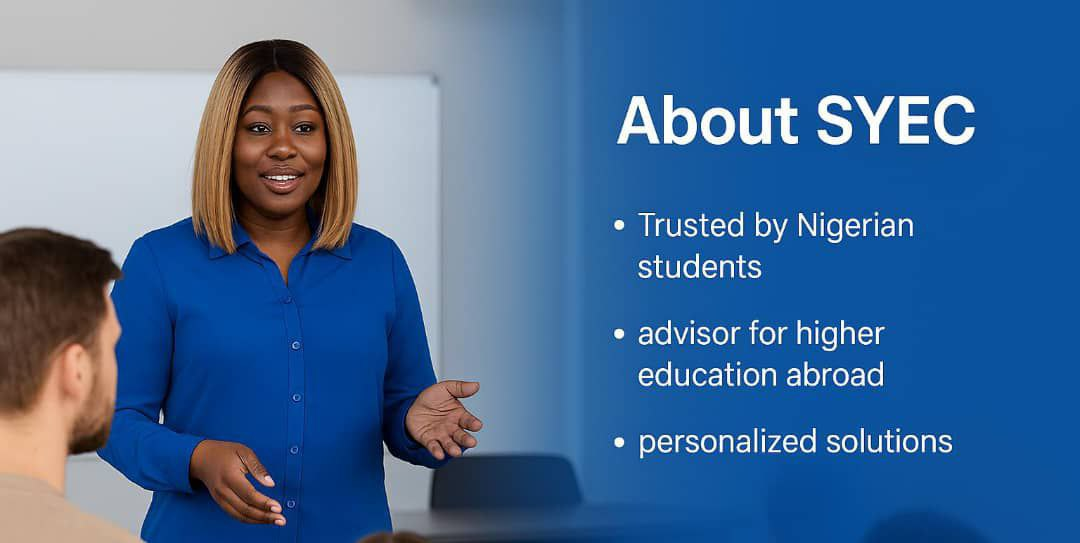 About SYEC
• Trusted by Nigerian
students
• advisor for higher
education abroad
• personalized solutions